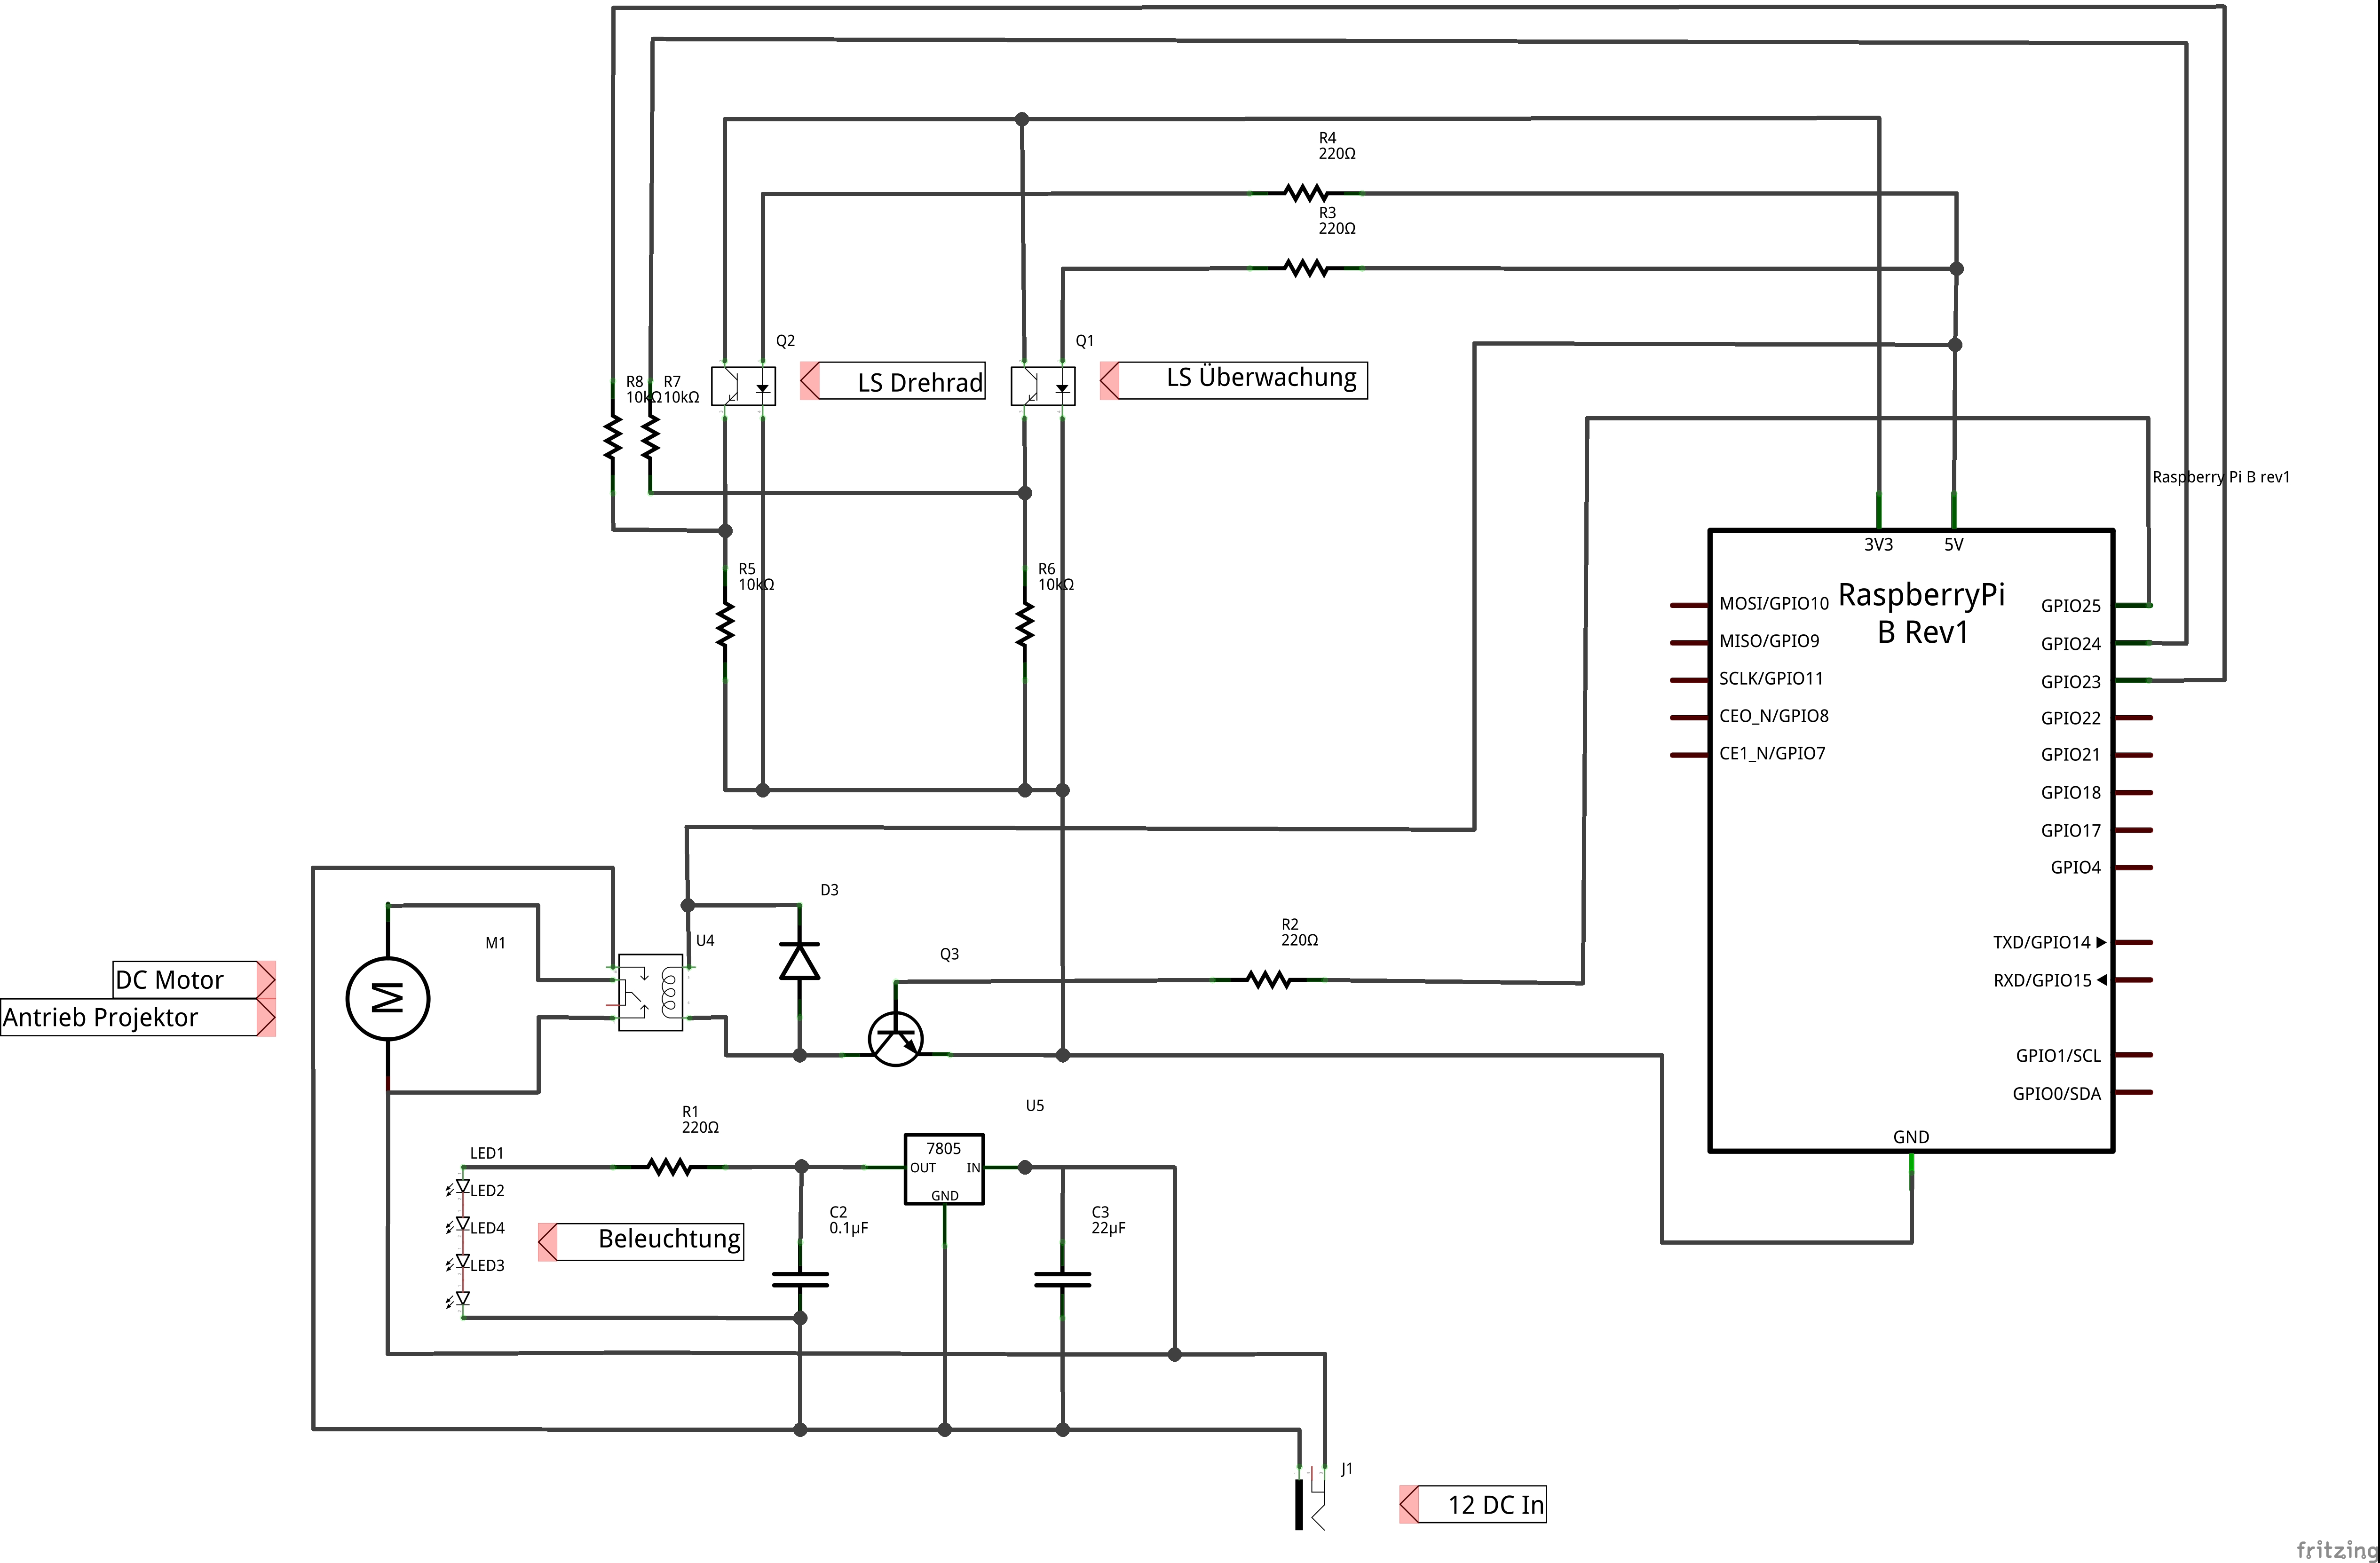 R4
220Ω
R3
220Ω
Q2
Q1
LS Drehrad
LS Überwachung
R8
10kΩ
R7
10kΩ
Raspberry Pi B rev1
3V3
5V
RaspberryPi
B Rev1
MOSI/GPIO10
MISO/GPIO9
SCLK/GPIO11
CEO_N/GPIO8
CE1_N/GPIO7
GPIO25
GPIO24
GPIO23
GPIO22
GPIO21
GPIO18
GPIO17
GPIO4
TXD/GPIO14
RXD/GPIO15
GPIO1/SCL
GPIO0/SDA
GND
R5
10kΩ
R6
10kΩ
D3
U4
M1
M
Q3
R2
220Ω
DC Motor
Antrieb Projektor
U5
R1
220Ω
7805
OUT
IN
GND
LED1
LED2
LED4
LED3
Beleuchtung
C2
0.1µF
C3
22µF
J1
12 DC In
fritzing